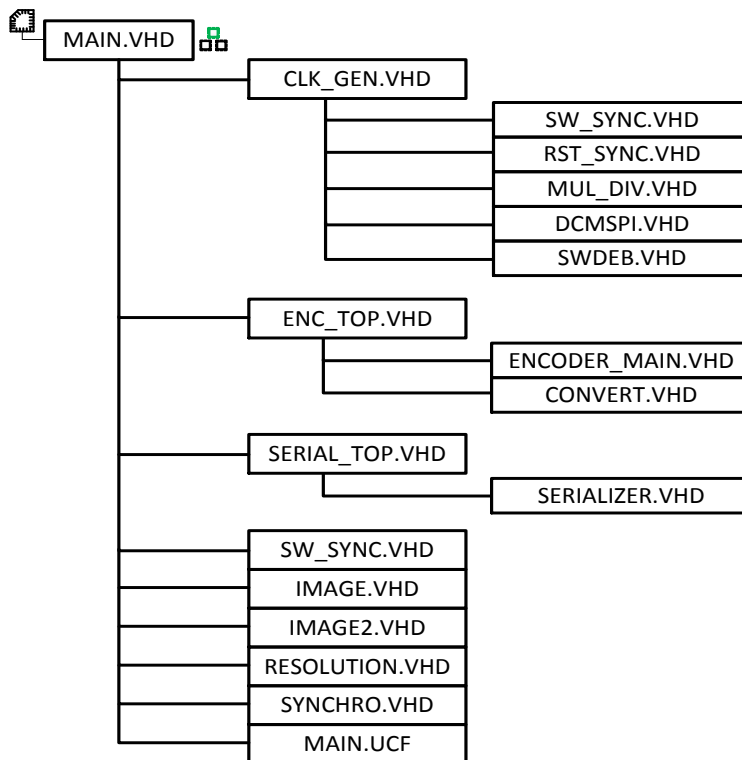 MAIN.VHD
CLK_GEN.VHD
SW_SYNC.VHD
RST_SYNC.VHD
MUL_DIV.VHD
DCMSPI.VHD
SWDEB.VHD
ENC_TOP.VHD
ENCODER_MAIN.VHD
CONVERT.VHD
SERIAL_TOP.VHD
SERIALIZER.VHD
SW_SYNC.VHD
IMAGE.VHD
IMAGE2.VHD
RESOLUTION.VHD
SYNCHRO.VHD
MAIN.UCF